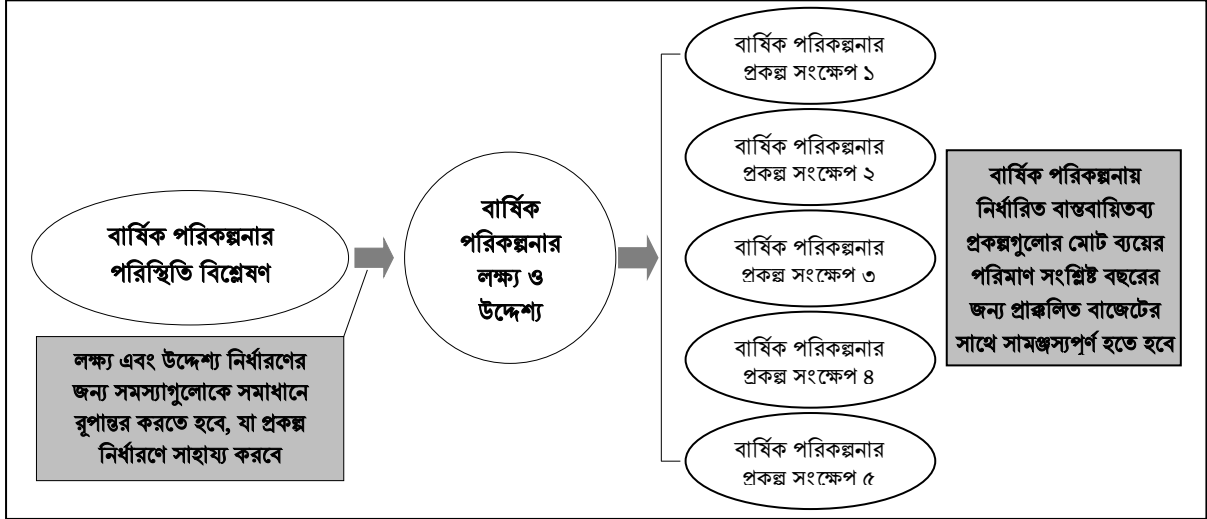 বার্ষিক পরিকল্পনার
পরিস্থিতি বিশ্লেষণ
লক্ষ্য এবং উদ্দেশ্য নির্ধারণের
জন্য সমস্যাগুলোকে সমাধানে
রূপান্তর করতে হবে, যা প্রকল্প
নির্ধারণে সাহায্য করবে
বার্ষিক
পরিকল্পনার
লক্ষ্য ও
উদ্দেশ্য
বার্ষিক পরিকল্পনার
প্রকল্প সংক্ষেপ ১
বার্ষিক পরিকল্পনার
প্রকল্প সংক্ষেপ ২
বার্ষিক পরিকল্পনার
প্রকল্প সংক্ষেপ ৩
বার্ষিক পরিকল্পনার
প্রকল্প সংক্ষেপ ৪
বার্ষিক পরিকল্পনার
প্রকল্প সংক্ষেপ ৫
বার্ষিক পরিকল্পনায়
নির্ধারিত বাস্তবায়িতব্য
প্রকল্পগুলোর মোট ব্যয়ের
পরিমাণ সংশ্লিষ্ট বছরের
জন্য প্রাক্কলিত বাজেটের
সাথে সামঞ্জস্যপূর্ণ হতে হবে